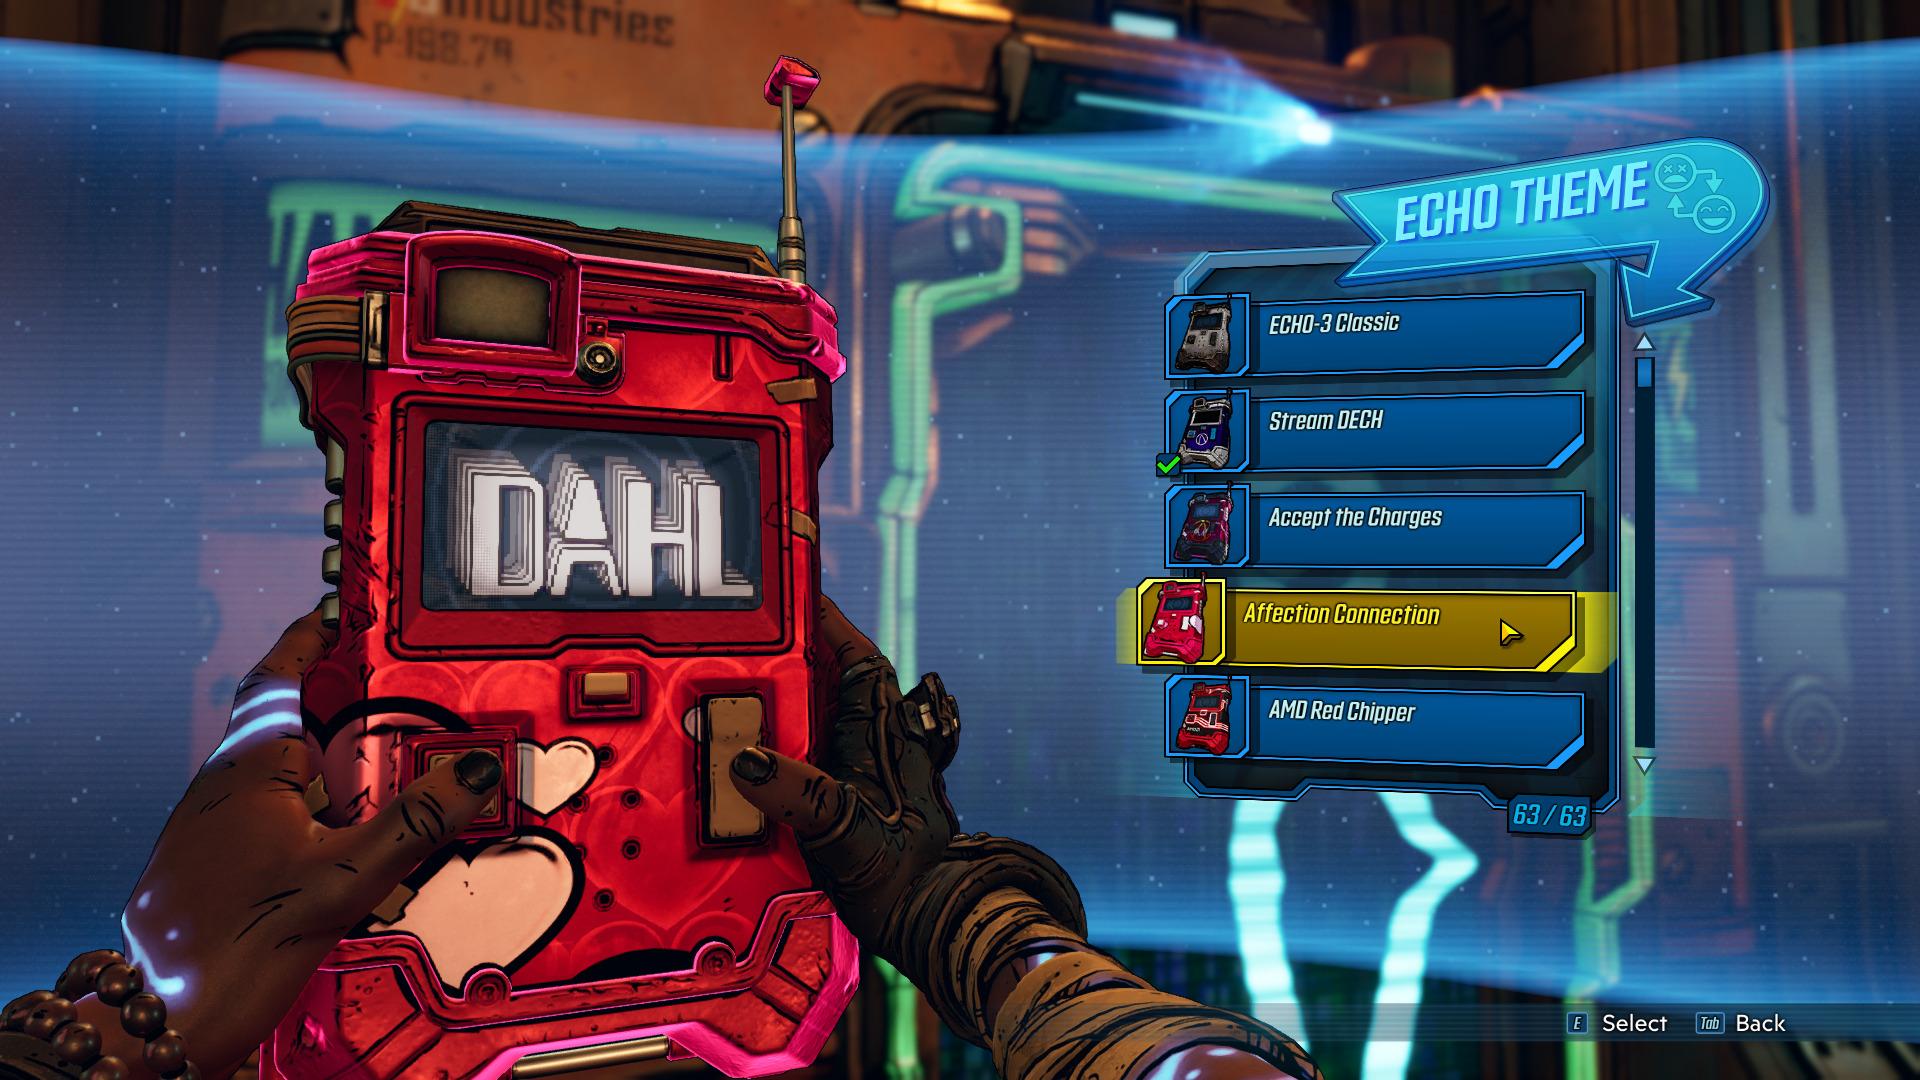 Industries
P-198.79
DAHL
ECHO THEME
ECHO-3 Classic
Stream DECH
Accept the Charges
Affection Connection
AMD Red Chipper
63 / 63
E Select Tab Back